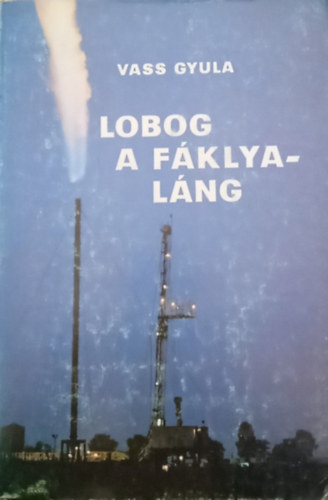 VASS GYULA
LOBOG
A FÁKLYA-
LÁNG